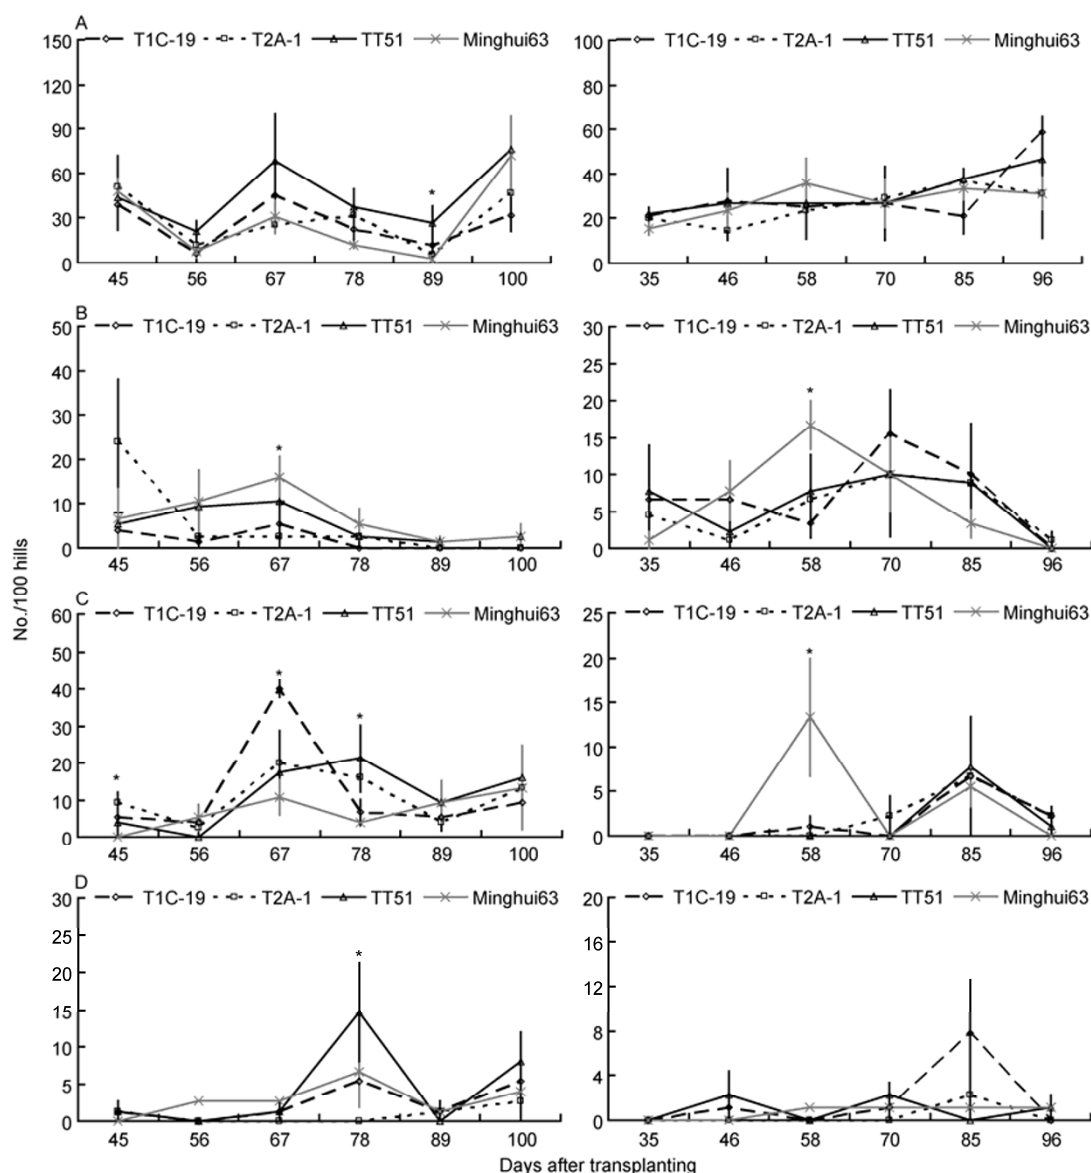 A
T1C-19 T2A-1 TT51 Minghui63 T1C-19 T2A-1 TT51 Minghui63
150 100
120 80
90 60
60 * 40
30 20
0 0
45 56 67 78 89 100 35 46 58 70 85 96
B
T1C-19 T2A-1 TT51 Minghui63 T1C-19 T2A-1 TT51 Minghui63
50 30
40 25
30 20 *
20 * 15
10 10
0 5
0
45 56 67 78 89 100 35 46 58 70 85 96
No./100 hills
C
T1C-19 T2A-1 TT51 Minghui63 T1C-19 T2A-1 TT51 Minghui63
60 25
50 20 *
40 * 15
30 * 10
20 5
10 * 0
0
45 56 67 78 89 100 35 46 58 70 85 96
D
T1C-19 T2A-1 TT51 Minghui63 T1C-19 T2A-1 TT51 Minghui63
30 20
25 16
20 * 12
15 8
10 4
5 0
0
45 56 67 78 89 100 35 46 58 70 85 96
Days after transplanting